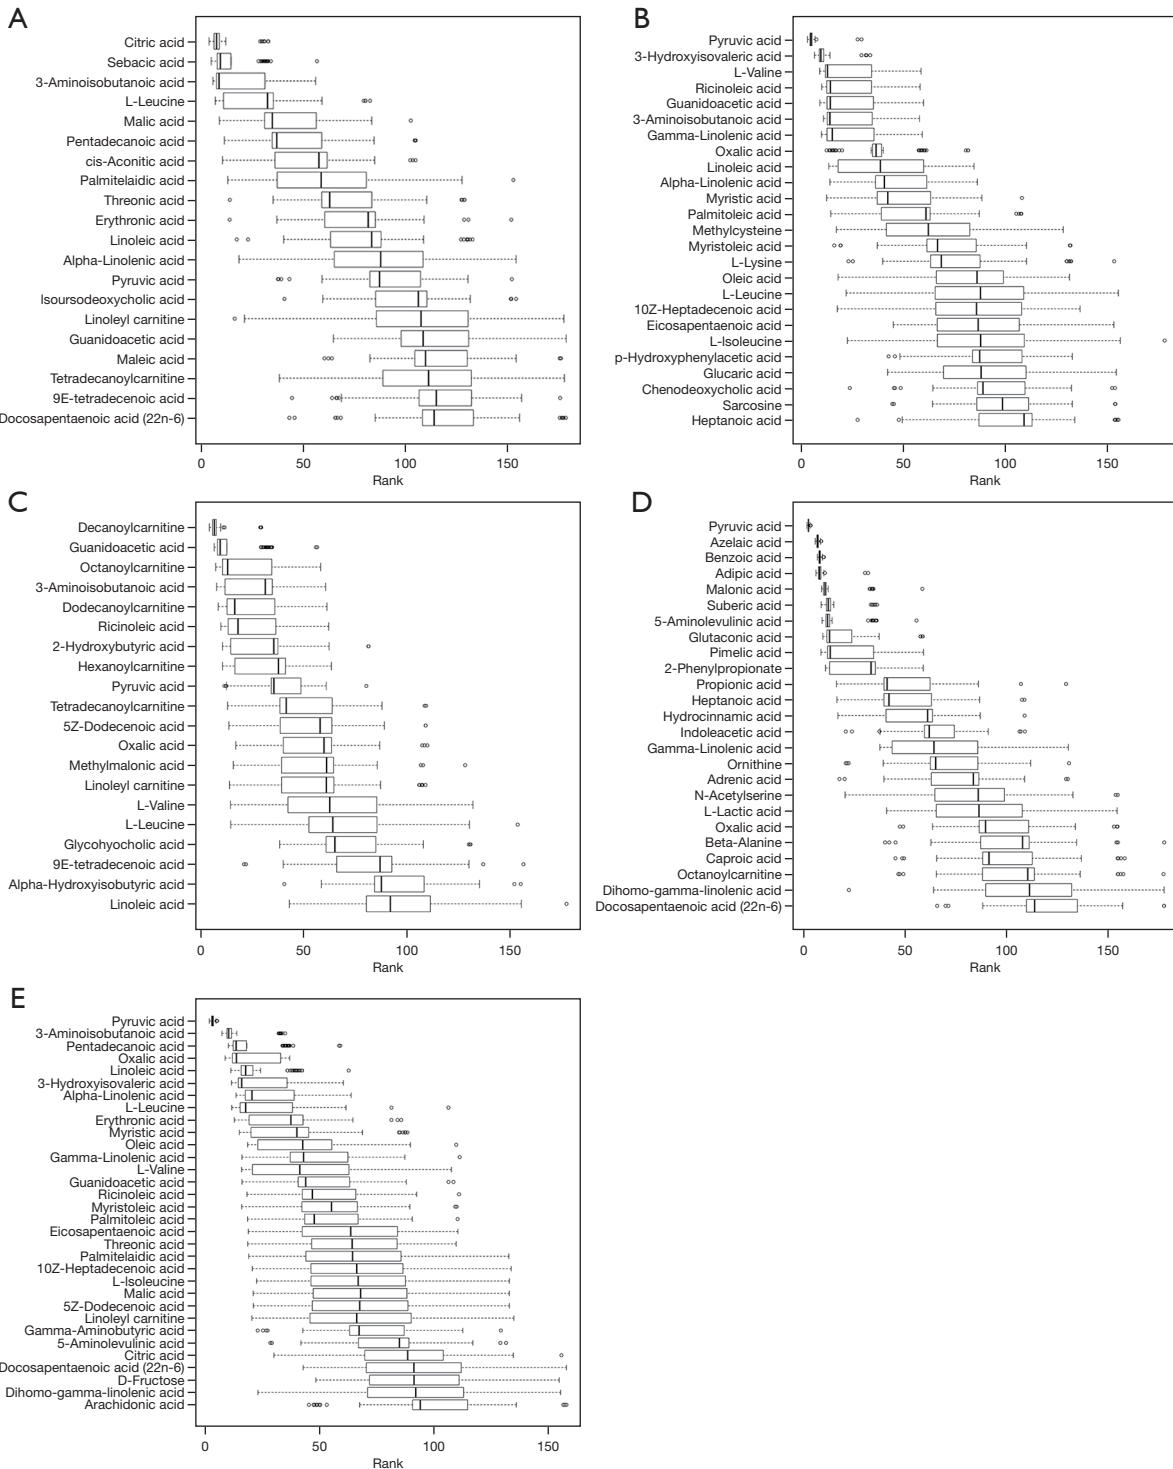 A
Citric acid
Sebacic acid
3-Aminoisobutanoic acid
L-Leucine
Malic acid
Pentadecanoic acid
cis-Aconitic acid
Palmitelaidic acid
Threonic acid
Erythronic acid
Linoleic acid
Alpha-Linolenic acid
Pyruvic acid
Isoursodeoxycholic acid
Linoleyl carnitine
Guanidoacetic acid
Maleic acid
Tetradecanoylcarnitine
9E-tetradecenoic acid
Docosapentaenoic acid (22n-6)
0 50 100 150
Rank
B
Pyruvic acid
3-Hydroxyisovaleric acid
L-Valine
Ricinoleic acid
Guanidoacetic acid
3-Aminoisobutanoic acid
Gamma-Linolenic acid
Oxalic acid
Linoleic acid
Alpha-Linolenic acid
Myristic acid
Palmitoleic acid
Methylcysteine
Myristoleic acid
L-Lysine
Oleic acid
L-Leucine
10Z-Heptadecenoic acid
Eicosapentaenoic acid
L-Isoleucine
p-Hydroxyphenylacetic acid
Glucaric acid
Chenodeoxycholic acid
Sarcosine
Heptanoic acid
0 50 100 150
Rank
C
Decanoylcarnitine
Guanidoacetic acid
Octanoylcarnitine
3-Aminoisobutanoic acid
Dodecanoylcarnitine
Ricinoleic acid
2-Hydroxybutyric acid
Hexanoylcarnitine
Pyruvic acid
Tetradecanoylcarnitine
5Z-Dodecenoic acid
Oxalic acid
Methylmalonic acid
Linoleyl carnitine
L-Valine
L-Leucine
Glycohyocholic acid
9E-tetradecenoic acid
Alpha-Hydroxyisobutyric acid
Linoleic acid
0 50 100 150
Rank
D
Pyruvic acid
Azelaic acid
Benzoic acid
Adipic acid
Malonic acid
Suberic acid
5-Aminolevulinic acid
Glutaconic acid
Pimelic acid
2-Phenylpropionate
Propionic acid
Heptanoic acid
Hydrocinnamic acid
Indoleacetic acid
Gamma-Linolenic acid
Ornithine
Adrenic acid
N-Acetylserine
L-Lactic acid
Oxalic acid
Beta-Alanine
Caproic acid
Octanoylcarnitine
Dihomo-gamma-linolenic acid
Docosapentaenoic acid (22n-6)
0 50 100 150
Rank
E
Pyruvic acid
3-Aminoisobutanoic acid
Pentadecanoic acid
Oxalic acid
Linoleic acid
3-Hydroxyisovaleric acid
Alpha-Linolenic acid
L-Leucine
Erythronic acid
Myristic acid
Oleic acid
Gamma-Linolenic acid
L-Valine
Guanidoacetic acid
Ricinoleic acid
Myristoleic acid
Palmitoleic acid
Eicosapentaenoic acid
Threonic acid
Palmitelaidic acid
10Z-Heptadecenoic acid
L-Isoleucine
Malic acid
5Z-Dodecenoic acid
Linoleyl carnitine
Gamma-Aminobutyric acid
5-Aminolevulinic acid
Citric acid
Docosapentaenoic acid (22n-6)
D-Fructose
Dihomo-gamma-linolenic acid
Arachidonic acid
0 50 100 150
Rank